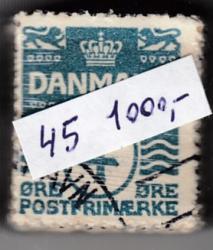 DANMA
45 1000,-
ØRE ØRE
POSTFRIMÆRKE